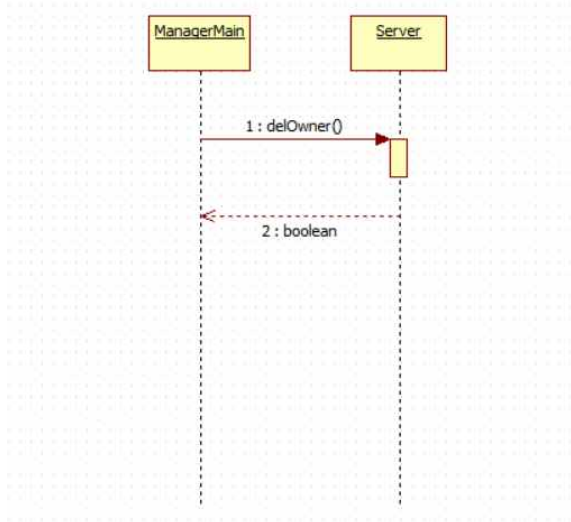 ManagerMain
Server
1 : delOwner()
2 : boolean